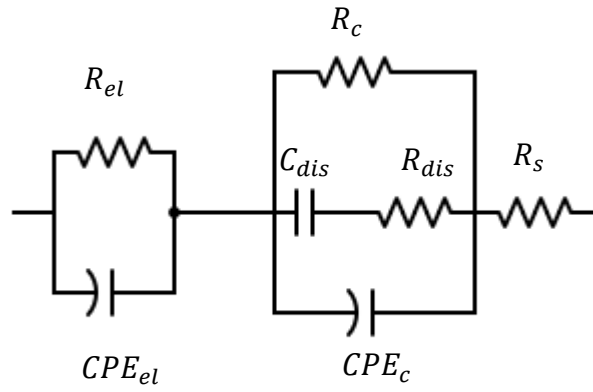 R_c
R_el
C_dis
R_dis
R_s
CPE_el
CPE_c